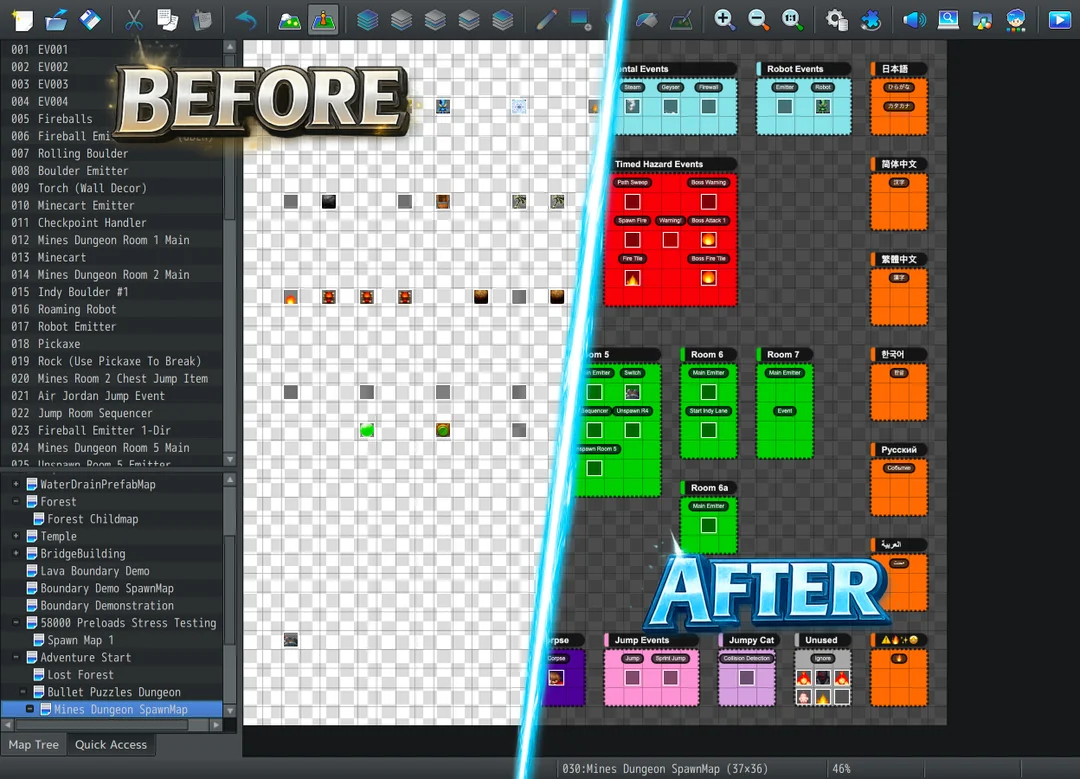 001 EV001
002 EV002
003 EV003
004 EV004
005 Fireballs
006 Fireball Emi
007 Rolling Boulder
008 Boulder Emitter
009 Torch (Wall Decor)
010 Minecart Emitter
011 Checkpoint Handler
012 Mines Dungeon Room 1 Main
013 Minecart
014 Mines Dungeon Room 2 Main
015 Indy Boulder #1
016 Roaming Robot
017 Robot Emitter
018 Pickaxe
019 Rock (Use Pickaxe To Break)
020 Mines Room 2 Chest Jump Item
021 Air Jordan Jump Event
022 Jump Room Sequencer
023 Fireball Emitter 1-Dir
024 Mines Dungeon Room 5 Main
025 Unspawn Room 5 Emitter
WaterDrainPrefabMap
Forest
Forest Childmap
Temple
BridgeBuilding
Lava Boundary Demo
Boundary Demo SpawnMap
Boundary Demonstration
58000 Preloads Stress Testing
Spawn Map 1
Adventure Start
Lost Forest
Bullet Puzzles Dungeon
Mines Dungeon SpawnMap
Map Tree Quick Access
BEFORE
ental Events
Steam Geyser Firewall
Robot Events
Emitter Robot
日本語
ひらがな
カタカナ
Timed Hazard Events
Path Sweep Boss Warning
Spawn Fire Warning! Boss Attack 1
Fire Tile Boss Fire Tile
简体中文
汉字
繁體中文
漢字
om 5
Emitter Switch
Sequencer Unspawn R4
spawn Room 5
Room 6
Main Emitter
Start Indy Lane
Room 7
Main Emitter
Event
한국어
한글
Room 6a
Main Emitter
Русский
Событие
العربية
AFTER
orpse
Corpse
Jump Events
Jump Sprint Jump
Jumpy Cat
Collision Detection
Unused
Ignore
030:Mines Dungeon SpawnMap (37x36) 46%